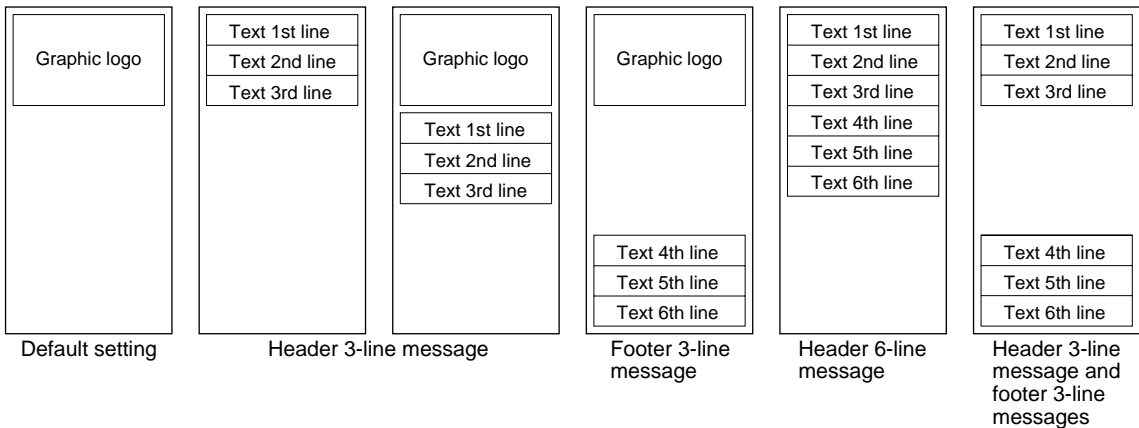 Graphic logo
Default setting
Text 1st line
Text 2nd line
Text 3rd line
Graphic logo
Text 1st line
Text 2nd line
Text 3rd line
Header 3-line message
Graphic logo
Text 4th line
Text 5th line
Text 6th line
Footer 3-line
message
Text 1st line
Text 2nd line
Text 3rd line
Text 4th line
Text 5th line
Text 6th line
Header 6-line
message
Text 1st line
Text 2nd line
Text 3rd line
Text 4th line
Text 5th line
Text 6th line
Header 3-line
message and
footer 3-line
messages